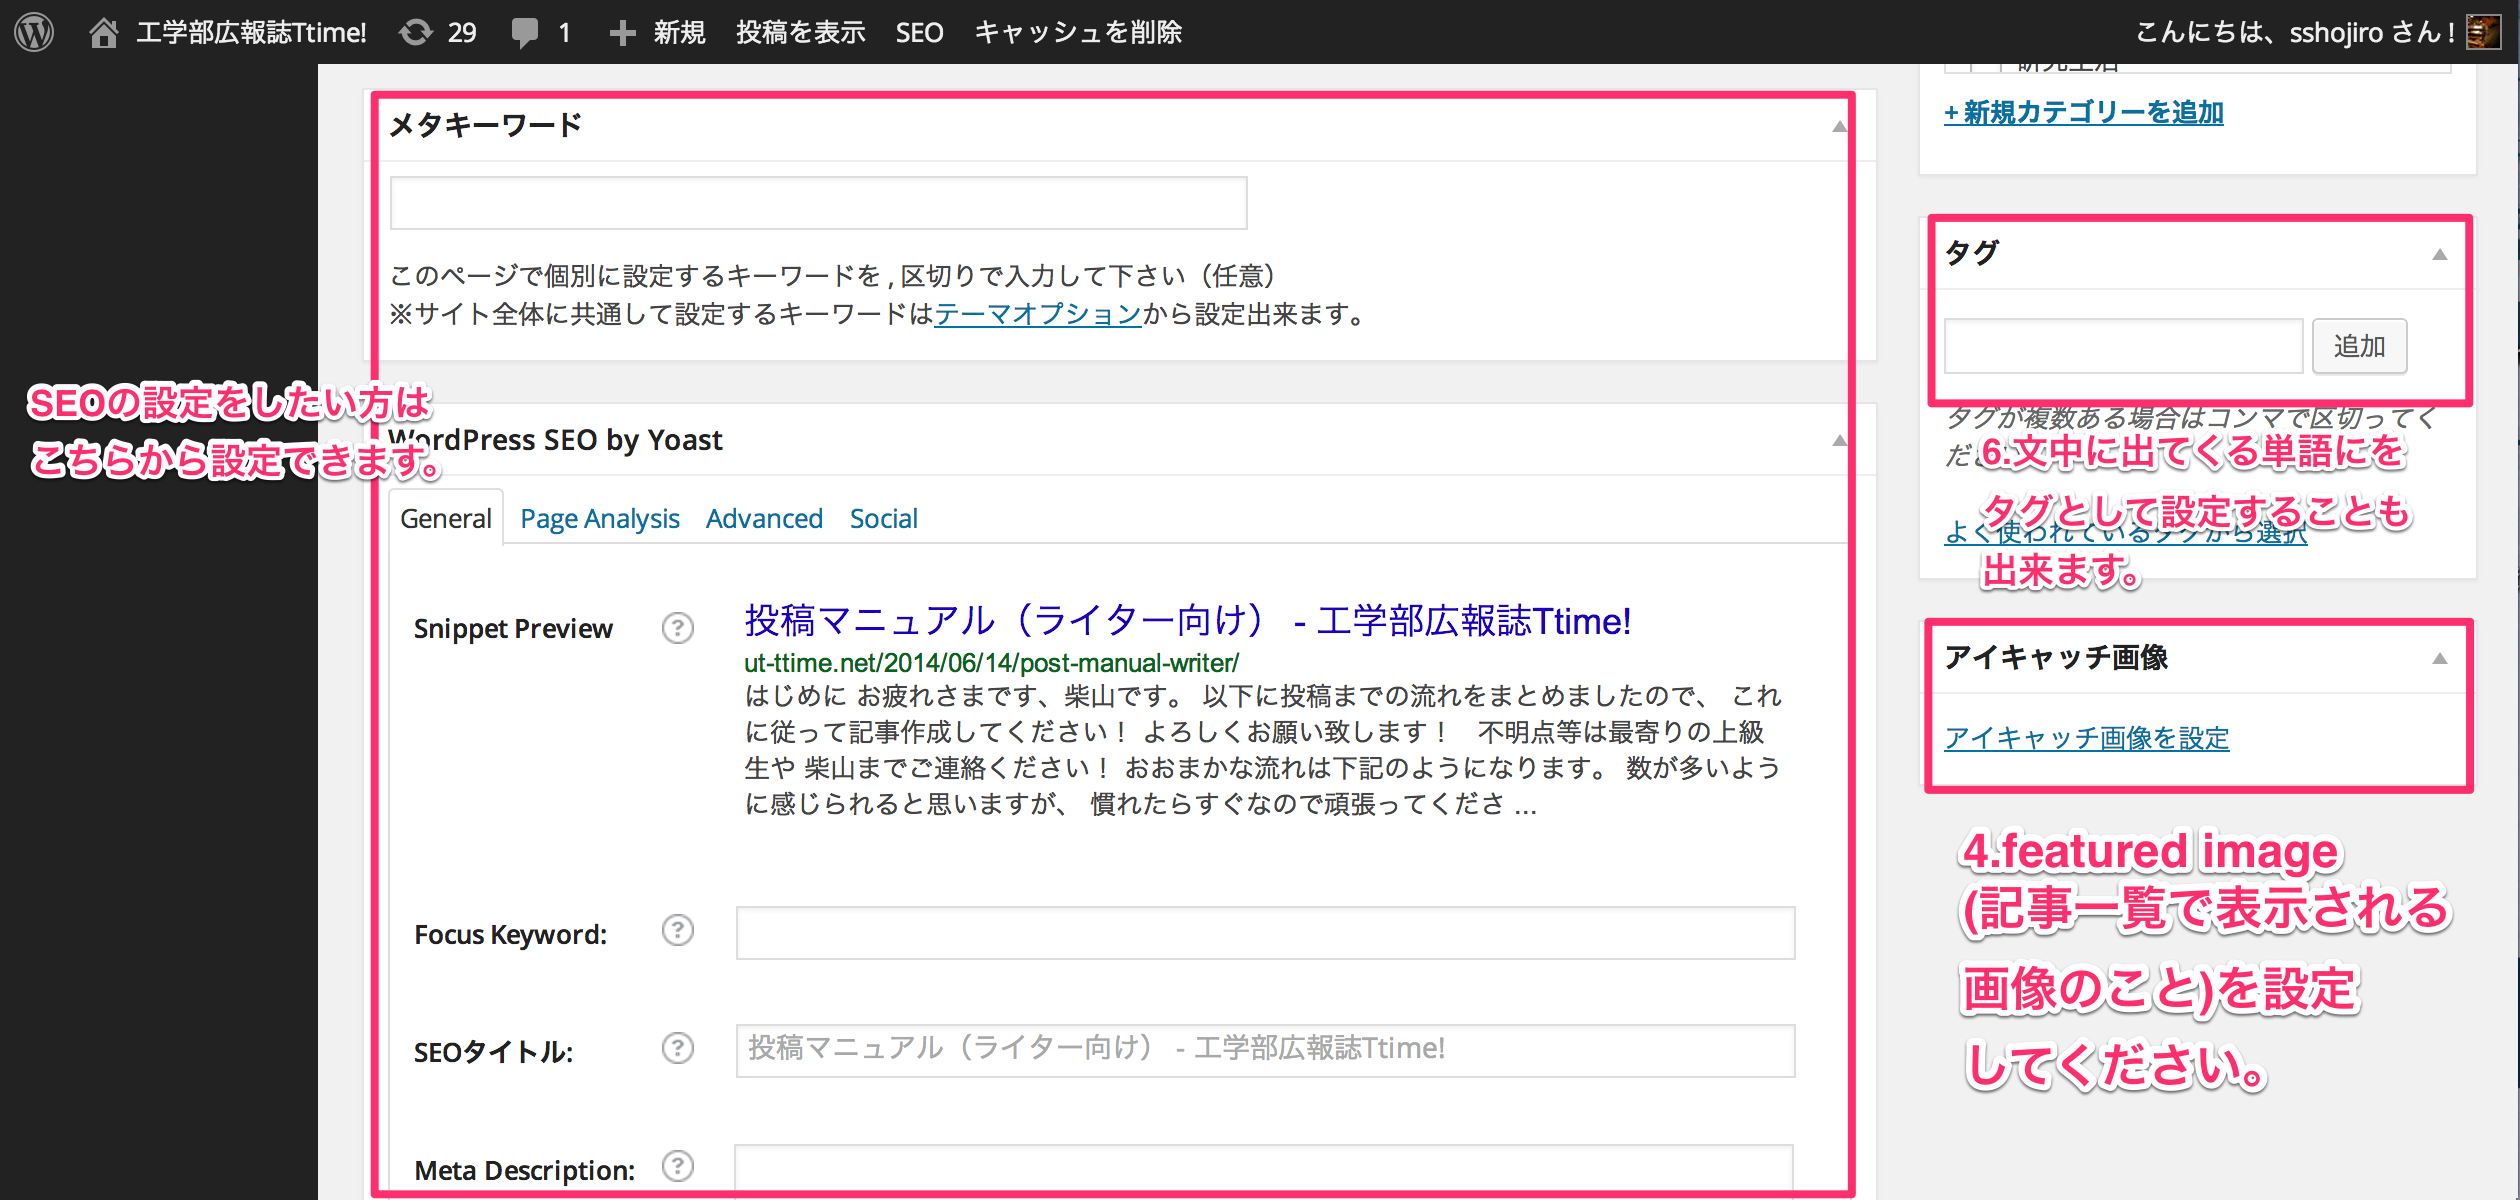 工学部広報誌Ttime! 29 1 新規 投稿を表示 SEO キャッシュを削除 こんにちは、sshojiro さん !
メタキーワード
このページで個別に設定するキーワードを , 区切りで入力して下さい（任意）
※サイト全体に共通して設定するキーワードはテーマオプションから設定出来ます。
SEOの設定をしたい方は
こちらから設定できます。
WordPress SEO by Yoast
General Page Analysis Advanced Social
Snippet Preview
投稿マニュアル（ライター向け） - 工学部広報誌Ttime!
ut-ttime.net/2014/06/14/post-manual-writer/
はじめに お疲れさまです、柴山です。 以下に投稿までの流れをまとめましたので、 これ
に従って記事作成してください！ よろしくお願い致します！ 不明点等は最寄りの上級
生や 柴山までご連絡ください！ おおまかな流れは下記のようになります。 数が多いよう
に感じられると思いますが、 慣れたらすぐなので頑張ってくださ ...
Focus Keyword:
SEOタイトル:
投稿マニュアル（ライター向け） - 工学部広報誌Ttime!
Meta Description:
+ 新規カテゴリーを追加
タグ
追加
タグが複数ある場合はコンマで区切ってく
6.文中に出てくる単語にを
タグとして設定することも
出来ます。
よく使われているタグから選択
アイキャッチ画像
アイキャッチ画像を設定
4.featured image
(記事一覧で表示される
画像のこと)を設定
してください。